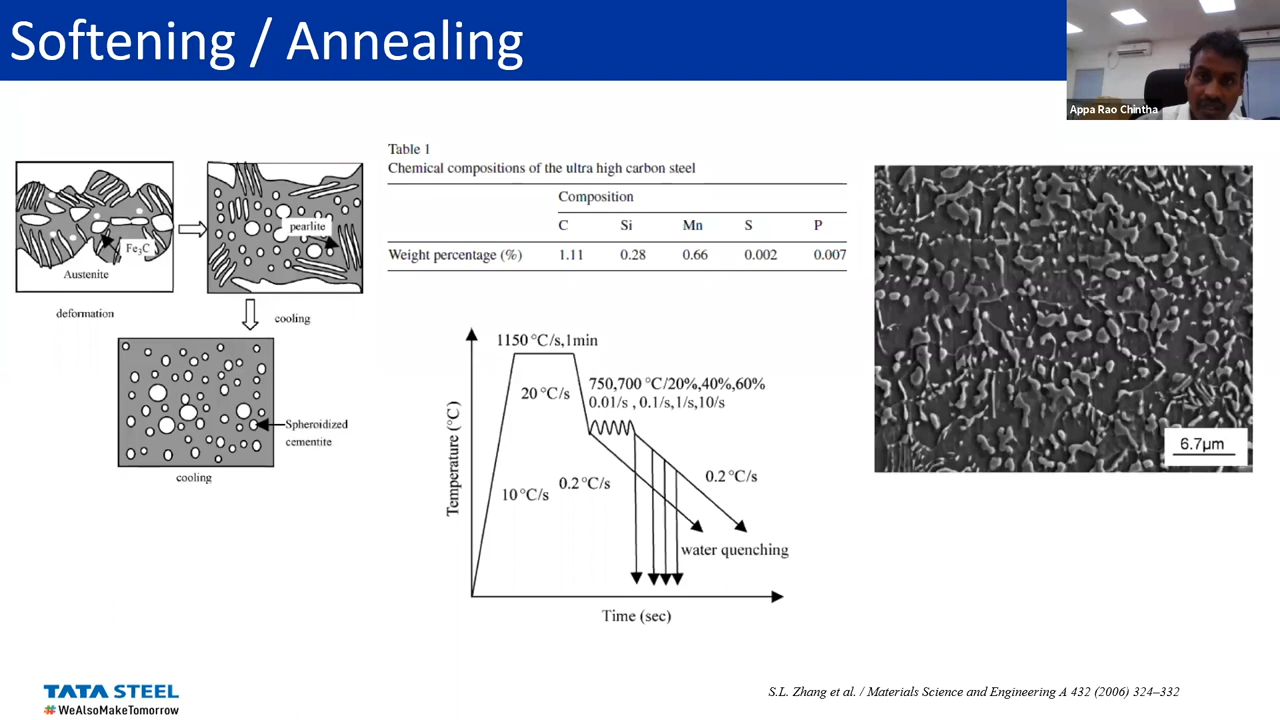 Softening / Annealing
Appa Rao Chintha
Fe3C
Austenite
deformation
pearlite
cooling
Spheroidized
cementite
cooling
Table 1
Chemical compositions of the ultra high carbon steel
Composition
C Si Mn S P
Weight percentage (%) 1.11 0.28 0.66 0.002 0.007
1150 °C/s,1min
20 °C/s
750,700 °C/20%,40%,60%
0.01/s , 0.1/s,1/s,10/s
Temperature (°C)
10 °C/s
0.2 °C/s
0.2 °C/s
water quenching
Time (sec)
6.7μm
TATA STEEL
#WeAlsoMakeTomorrow
S.L. Zhang et al. / Materials Science and Engineering A 432 (2006) 324–332